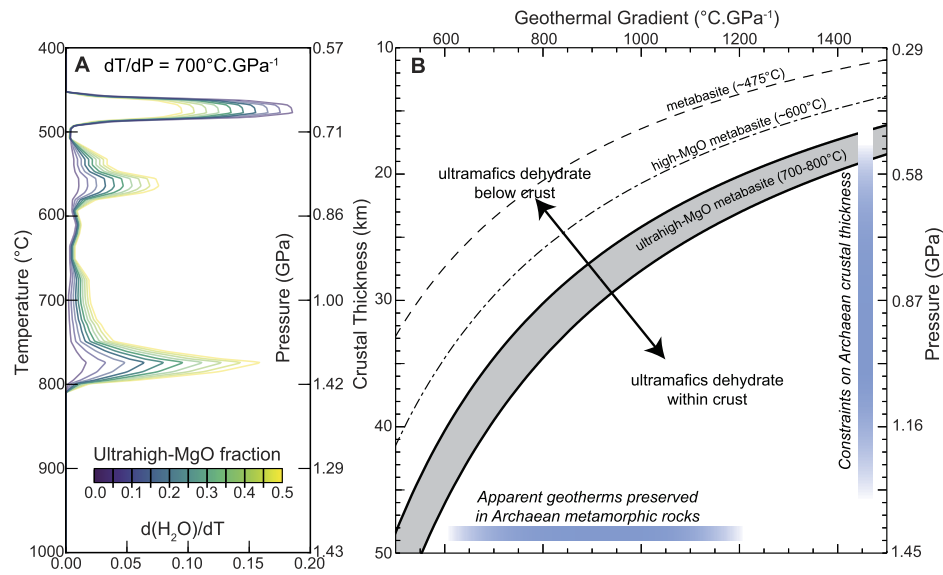 A dT/dP = 700°C.GPa-1
400
500
600
700
800
900
1000
Temperature (°C)
0.57
0.71
0.86
1.00
1.42
1.29
1.43
Pressure (GPa)
Ultrahigh-MgO fraction
0.0 0.1 0.2 0.3 0.4 0.5
d(H2O)/dT
0.00 0.05 0.10 0.15 0.20
Geothermal Gradient (°C.GPa-1)
600 800 1000 1200 1400
B
10
20
30
40
50
Crustal Thickness (km)
metabasite (~475°C)
high-MgO metabasite (~600°C)
ultrahigh-MgO metabasite (700-800°C)
ultramafics dehydrate
below crust
ultramafics dehydrate
within crust
Apparent geotherms preserved
in Archaean metamorphic rocks
Constraints on Archaean crustal thickness
0.29
0.58
0.87
1.16
1.45
Pressure (GPa)